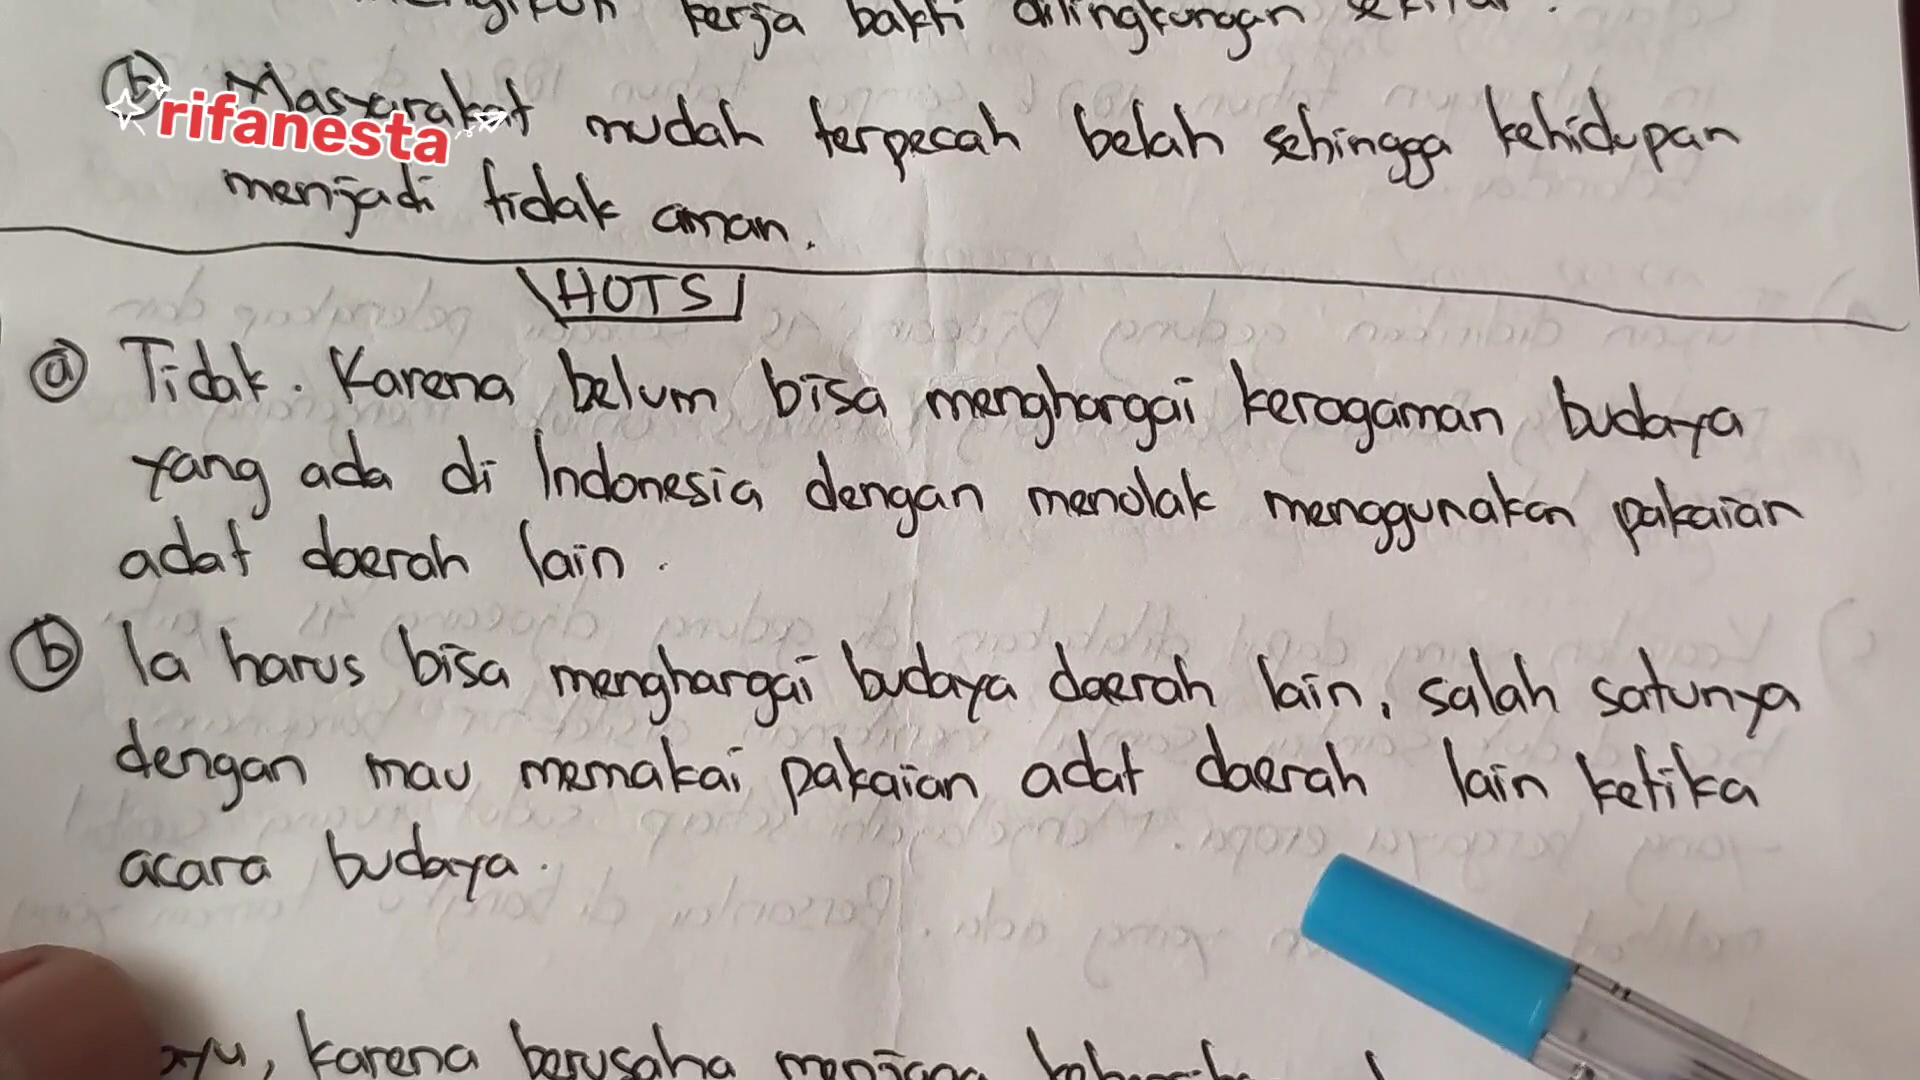 kerja bakti dilingkungan
b Masyarakat mudah terpecah belah sehingga kehidupan
rifanesta
menjadi tidak aman.
HOTS
a Tidak. Karena belum bisa menghargai keragaman budaya
yang ada di Indonesia dengan menolak menggunakan pakaian
adat daerah lain.
b Ia harus bisa menghargai budaya daerah lain, salah satunya
dengan mau memakai pakaian adat daerah lain ketika
acara budaya.
karena berusaha